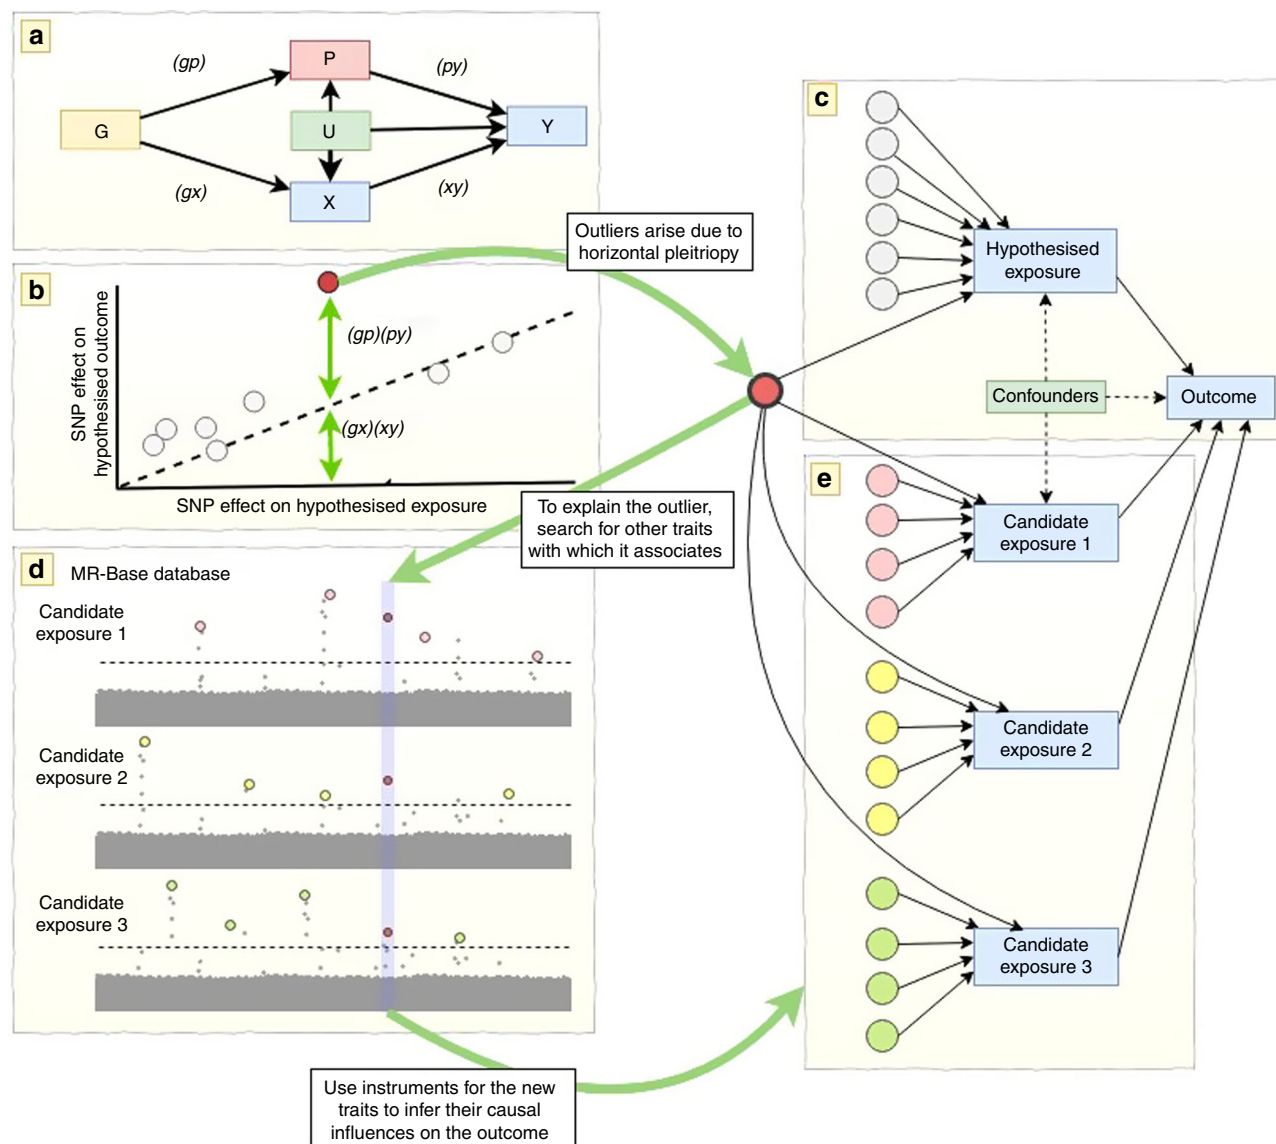 a
(gp)
P
(py)
G
U
Y
(gx)
X
(xy)
Outliers arise due to
horizontal pleitriopy
b
SNP effect on
hypothesised outcome
(gp)(py)
(gx)(xy)
SNP effect on hypothesised exposure
c
Hypothesised
exposure
Confounders
Outcome
To explain the outlier,
search for other traits
with which it associates
d
MR-Base database
Candidate
exposure 1
Candidate
exposure 2
Candidate
exposure 3
e
Candidate
exposure 1
Candidate
exposure 2
Candidate
exposure 3
Use instruments for the new
traits to infer their causal
influences on the outcome